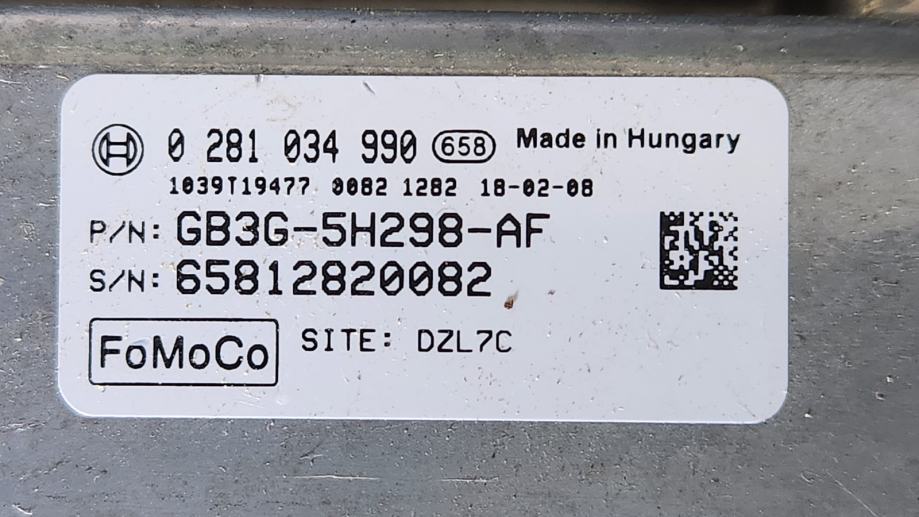 0 281 034 990 658 Made in Hungary
1039T19477 0082 1282 18-02-08
P/N: GB3G-5H298-AF
S/N: 65812820082
FoMoCo SITE: DZL7C